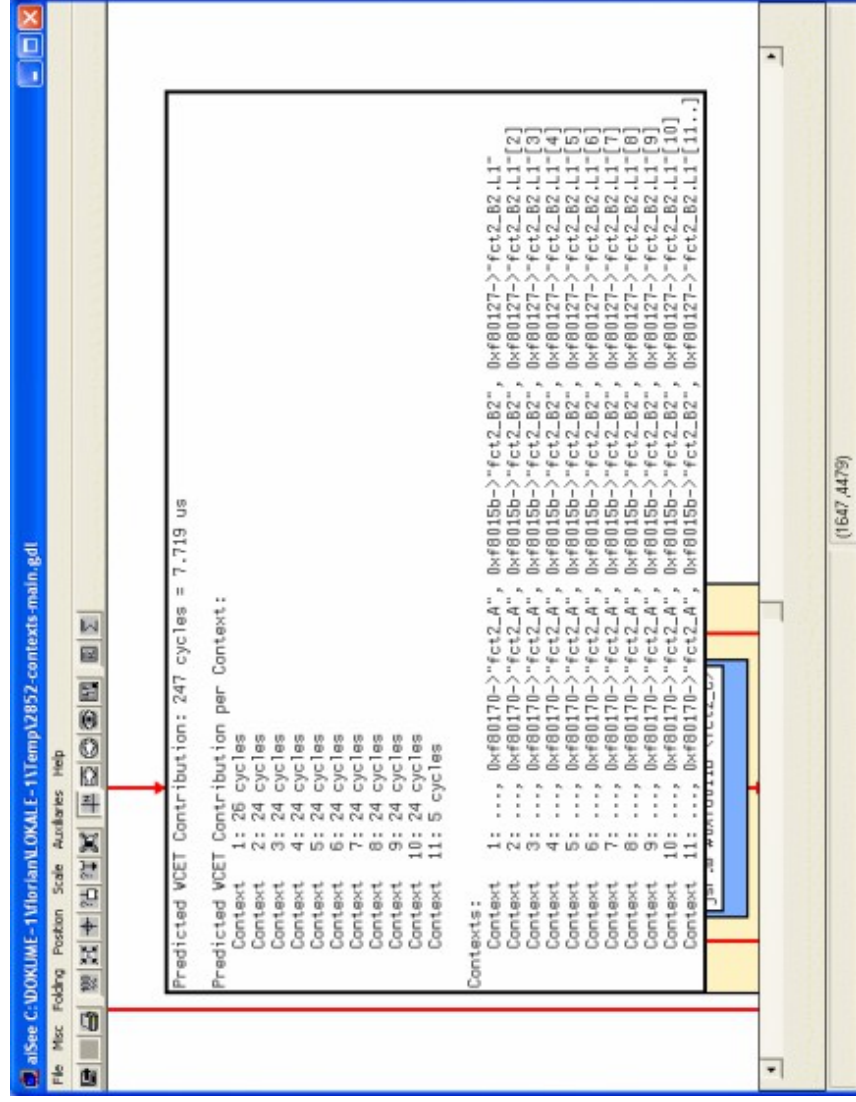 aiSee C:\DOKUME~1\florian\LOKALE~1\Temp\2852-contexts-main.gdl
File Misc Folding Position Scale Auxiliaries Help
Predicted WCET Contribution: 247 cycles = 7.719 us
Predicted WCET Contribution per Context:
Context 1: 26 cycles
Context 2: 24 cycles
Context 3: 24 cycles
Context 4: 24 cycles
Context 5: 24 cycles
Context 6: 24 cycles
Context 7: 24 cycles
Context 8: 24 cycles
Context 9: 24 cycles
Context 10: 24 cycles
Context 11: 5 cycles
Contexts:
Context 1: ..., 0xf80170->"fct2_A", 0xf8015b->"fct2_B2", 0xf80127->"fct2_B2.L1"
Context 2: ..., 0xf80170->"fct2_A", 0xf8015b->"fct2_B2", 0xf80127->"fct2_B2.L1"[2]
Context 3: ..., 0xf80170->"fct2_A", 0xf8015b->"fct2_B2", 0xf80127->"fct2_B2.L1"[3]
Context 4: ..., 0xf80170->"fct2_A", 0xf8015b->"fct2_B2", 0xf80127->"fct2_B2.L1"[4]
Context 5: ..., 0xf80170->"fct2_A", 0xf8015b->"fct2_B2", 0xf80127->"fct2_B2.L1"[5]
Context 6: ..., 0xf80170->"fct2_A", 0xf8015b->"fct2_B2", 0xf80127->"fct2_B2.L1"[6]
Context 7: ..., 0xf80170->"fct2_A", 0xf8015b->"fct2_B2", 0xf80127->"fct2_B2.L1"[7]
Context 8: ..., 0xf80170->"fct2_A", 0xf8015b->"fct2_B2", 0xf80127->"fct2_B2.L1"[8]
Context 9: ..., 0xf80170->"fct2_A", 0xf8015b->"fct2_B2", 0xf80127->"fct2_B2.L1"[9]
Context 10: ..., 0xf80170->"fct2_A", 0xf8015b->"fct2_B2", 0xf80127->"fct2_B2.L1"[10]
Context 11: ..., 0xf80170->"fct2_A", 0xf8015b->"fct2_B2", 0xf80127->"fct2_B2.L1"[11..]
(1647,4479)